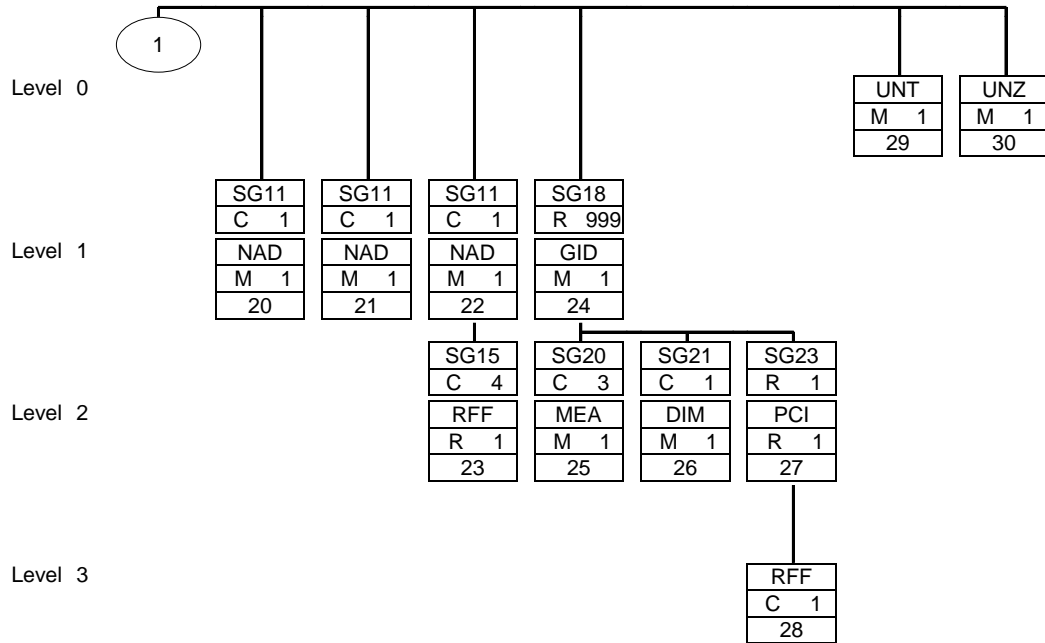 1
Level 0
UNT
M 1
29
UNZ
M 1
30
Level 1
SG11
C 1
NAD
M 1
20
SG11
C 1
NAD
M 1
21
SG11
C 1
NAD
M 1
22
SG18
R 999
GID
M 1
24
Level 2
SG15
C 4
RFF
R 1
23
SG20
C 3
MEA
M 1
25
SG21
C 1
DIM
M 1
26
SG23
R 1
PCI
R 1
27
Level 3
RFF
C 1
28